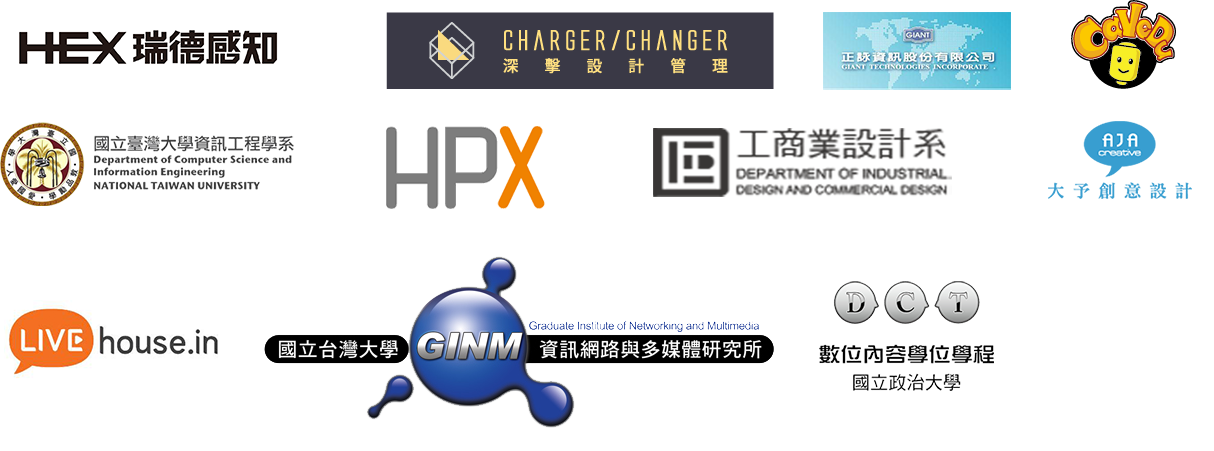 HEX 瑞德感知
CHARGER/CHANGER
深擊設計管理
GIANT
正詠資訊股份有限公司
GIANT TECHNOLOGIES INCORPORATE
CAVEDU
國立臺灣大學資訊工程學系
Department of Computer Science and
Information Engineering
NATIONAL TAIWAN UNIVERSITY
HPX
工商業設計系
DEPARTMENT OF INDUSTRIAL
DESIGN AND COMMERCIAL DESIGN
AJA
creative
大予創意設計
LIVE house.in
Graduate Institute of Networking and Multimedia
國立台灣大學 GINM 資訊網路與多媒體研究所
D C T
數位內容學位學程
國立政治大學